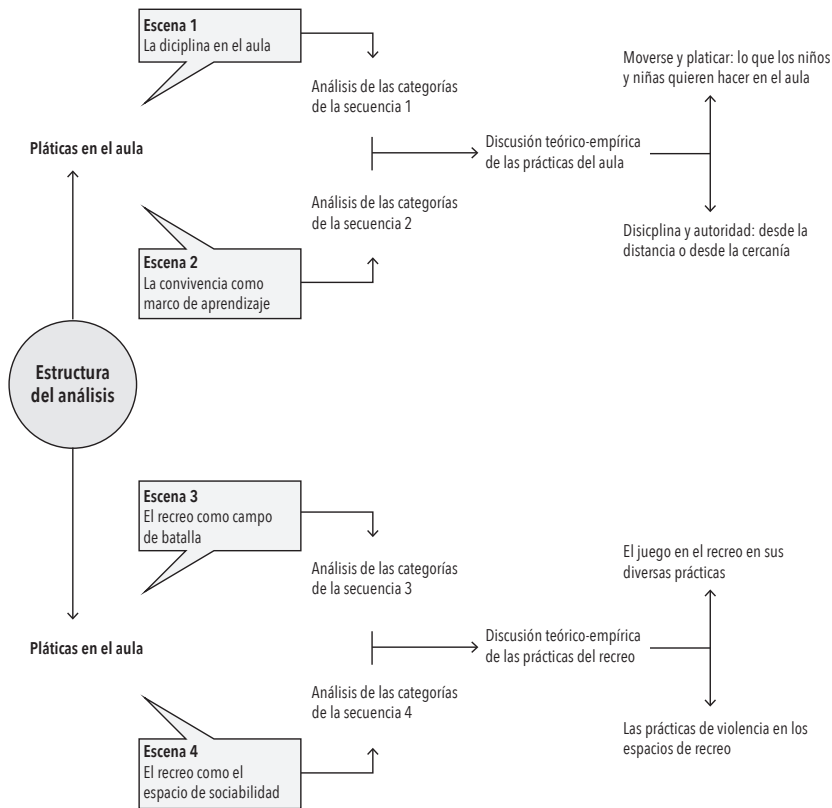 Escena 1
La diciplina en el aula
Análisis de las categorías
de la secuencia 1
Moverse y platicar: lo que los niños
y niñas quieren hacer en el aula
Pláticas en el aula
Discusión teórico-empírica
de las prácticas del aula
Análisis de las categorías
de la secuencia 2
Disicplina y autoridad: desde la
distancia o desde la cercanía
Escena 2
La convivencia como
marco de aprendizaje
Estructura
del análisis
Escena 3
El recreo como campo
de batalla
Análisis de las categorías
de la secuencia 3
El juego en el recreo en sus
diversas prácticas
Pláticas en el aula
Discusión teórico-empírica
de las prácticas del recreo
Análisis de las categorías
de la secuencia 4
Las prácticas de violencia en los
espacios de recreo
Escena 4
El recreo como el
espacio de sociabilidad